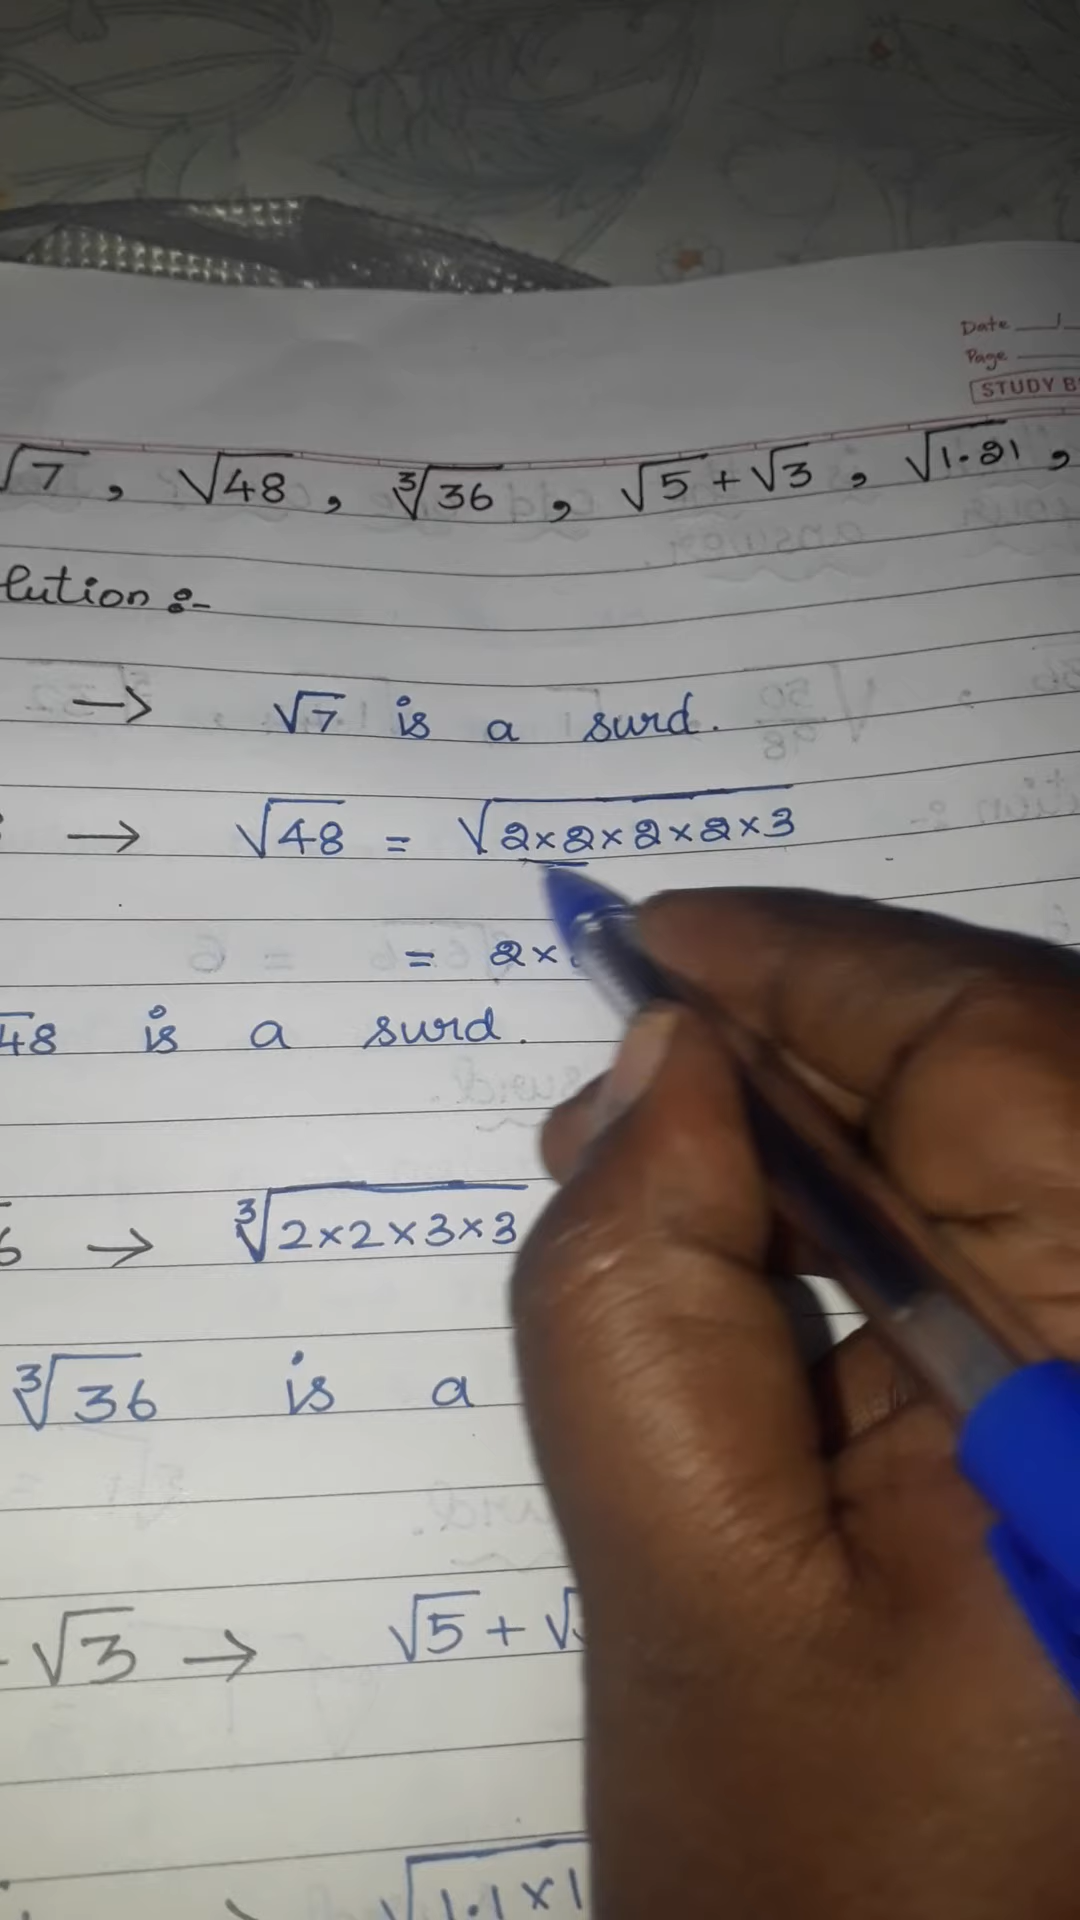 Date
Page
STUDY B
√7 , √48 , ∛36 , √5 + √3 , √1.21 ,
lution :-
→ √7 is a surd.
→ √48 = √2×2×2×2×3
= 2×
48 is a surd.
6 → ∛2×2×3×3
∛36 is a
√3 → √5 + √
√1.1×1